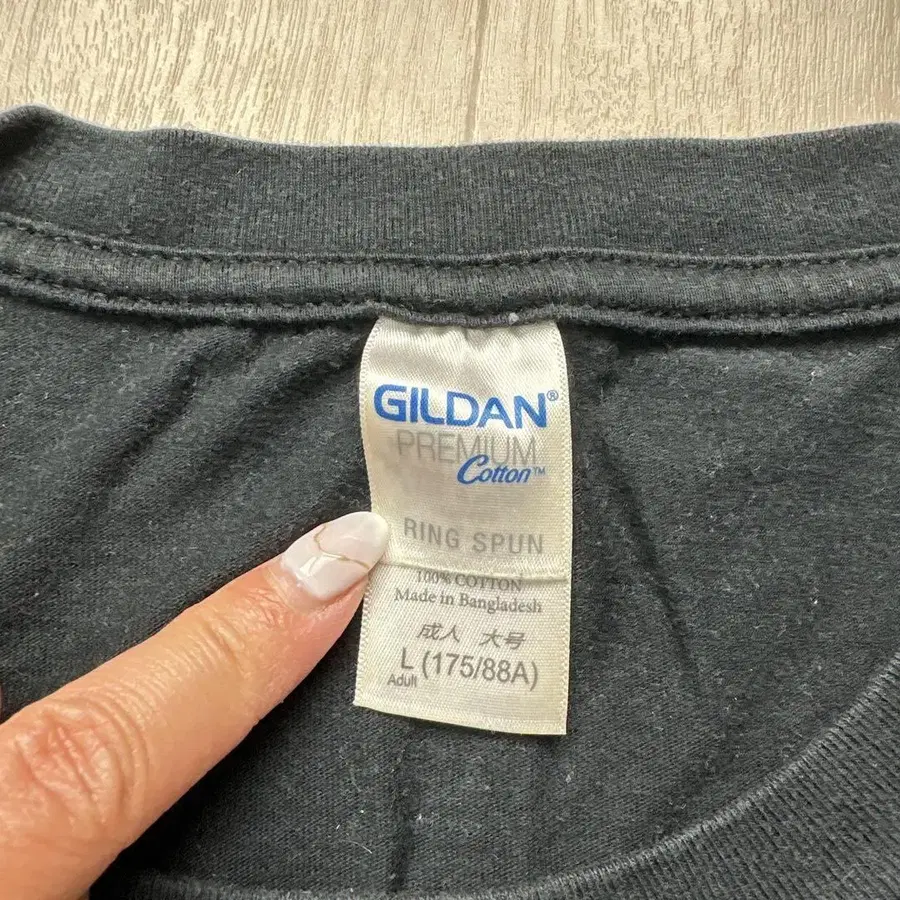 GILDAN®
PREMIUM
Cotton™
RING SPUN
100% COTTON
Made in Bangladesh
成人 大号
L (175/88A)
Adult